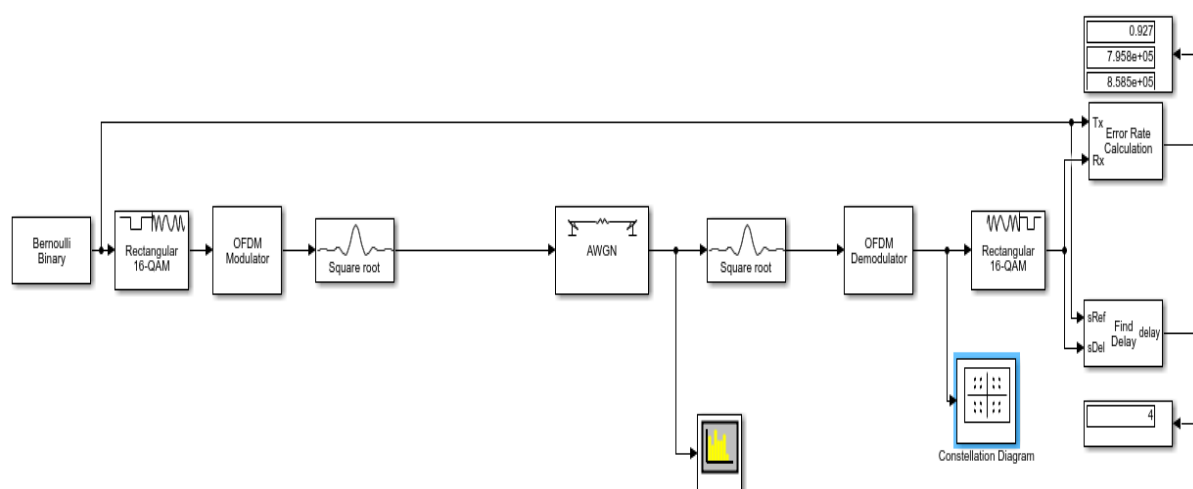 0.927
7.958e+05
8.585e+05
Tx
Rx
Error Rate
Calculation
Bernoulli
Binary
Rectangular
16-QAM
OFDM
Modulator
Square root
AWGN
Square root
OFDM
Demodulator
Rectangular
16-QAM
sRef
sDel
Find
Delay
delay
4
Constellation Diagram